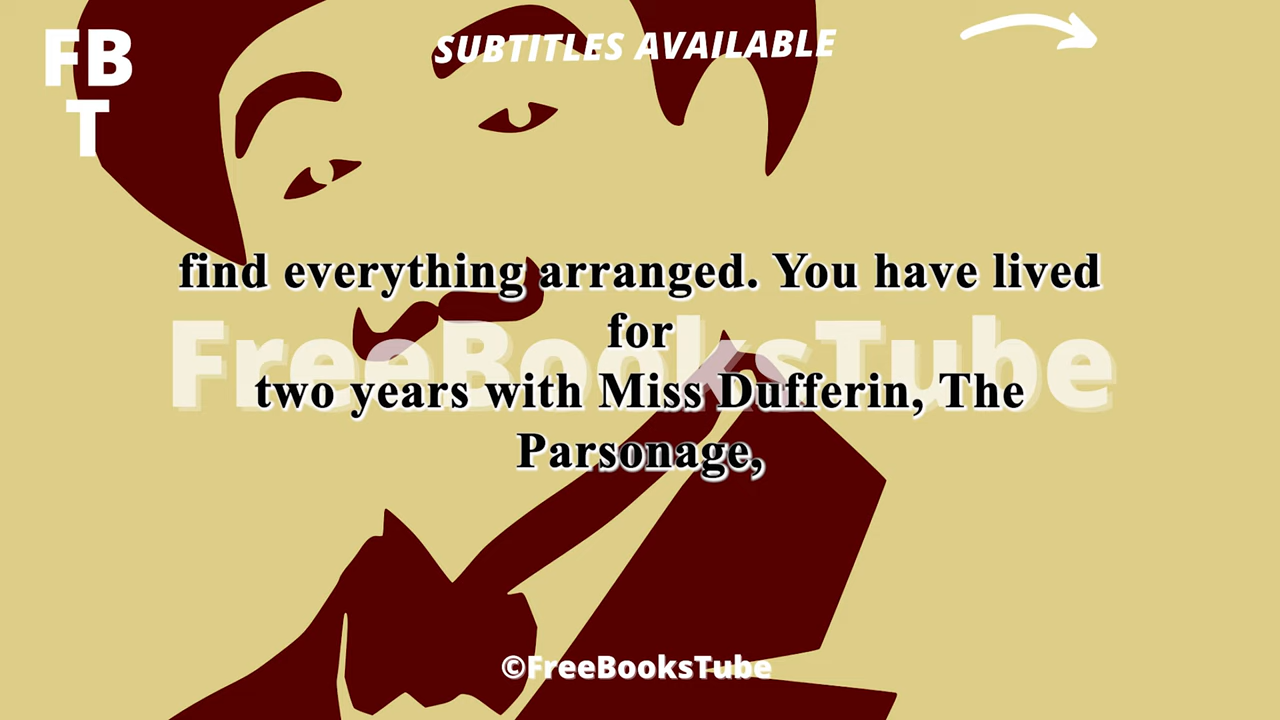 FB
T
SUBTITLES AVAILABLE
find everything arranged. You have lived
for
FreeBooksTube
two years with Miss Dufferin, The
Parsonage,
©FreeBooksTube